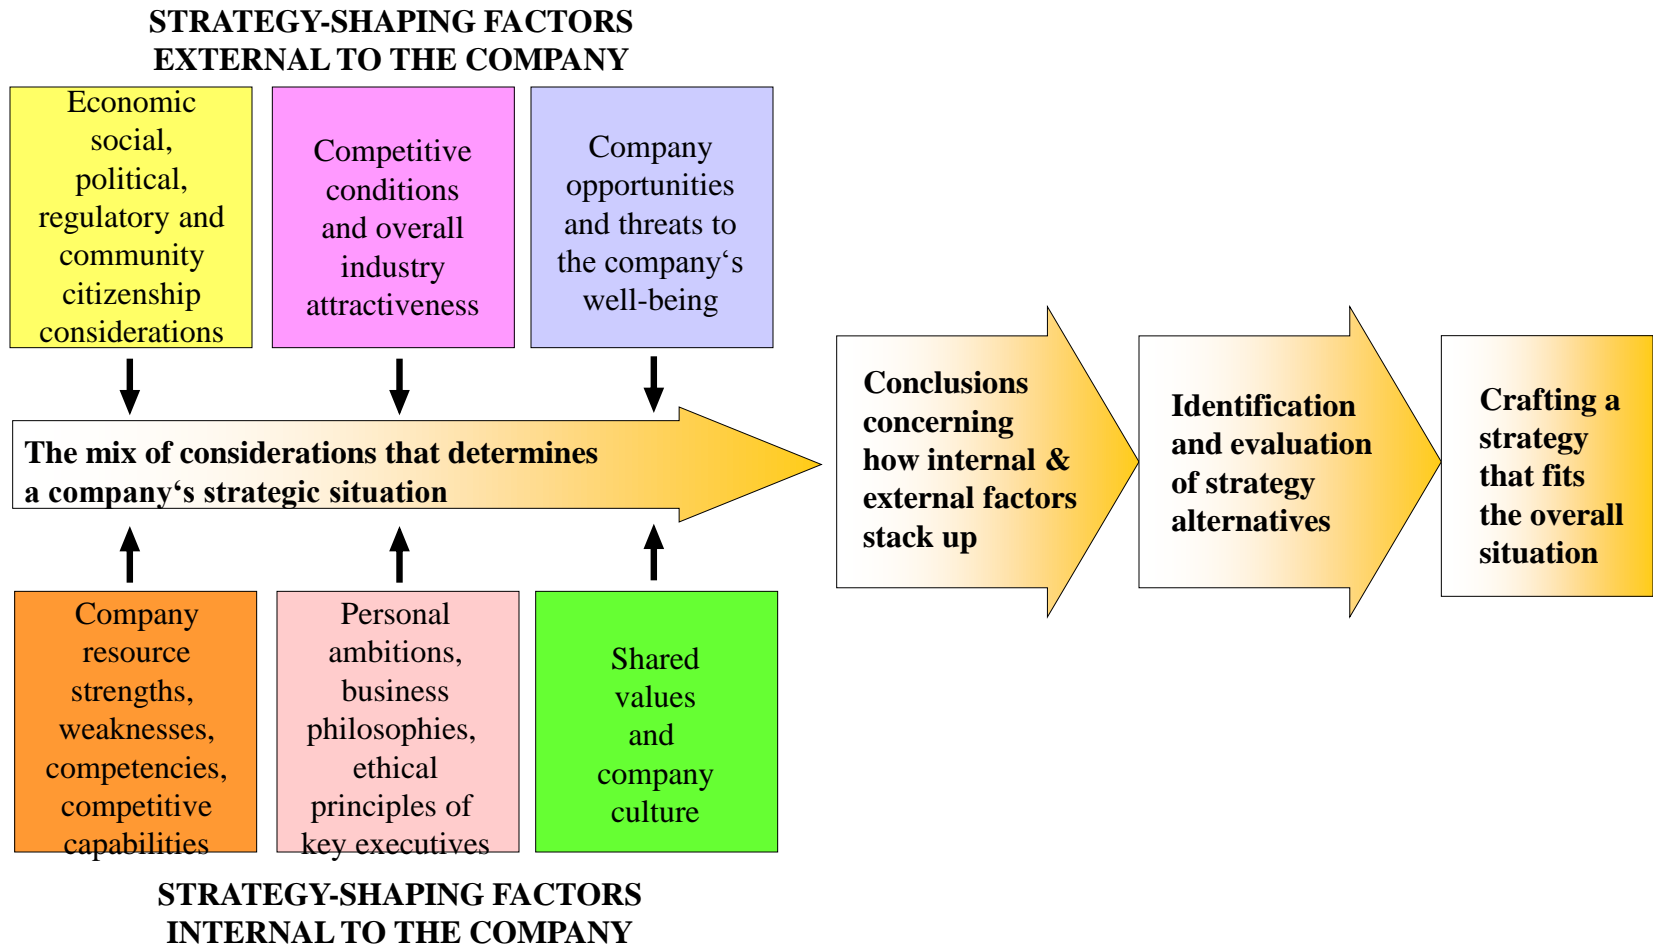 STRATEGY-SHAPING FACTORS
EXTERNAL TO THE COMPANY
Economic
social,
political,
regulatory and
community
citizenship
considerations
Competitive
conditions
and overall
industry
attractiveness
Company
opportunities
and threats to
the company‘s
well-being
The mix of considerations that determines
a company‘s strategic situation
Conclusions
concerning
how internal &
external factors
stack up
Identification
and evaluation
of strategy
alternatives
Crafting a
strategy
that fits
the overall
situation
Company
resource
strengths,
weaknesses,
competencies,
competitive
capabilities
Personal
ambitions,
business
philosophies,
ethical
principles of
key executives
Shared
values
and
company
culture
STRATEGY-SHAPING FACTORS
INTERNAL TO THE COMPANY